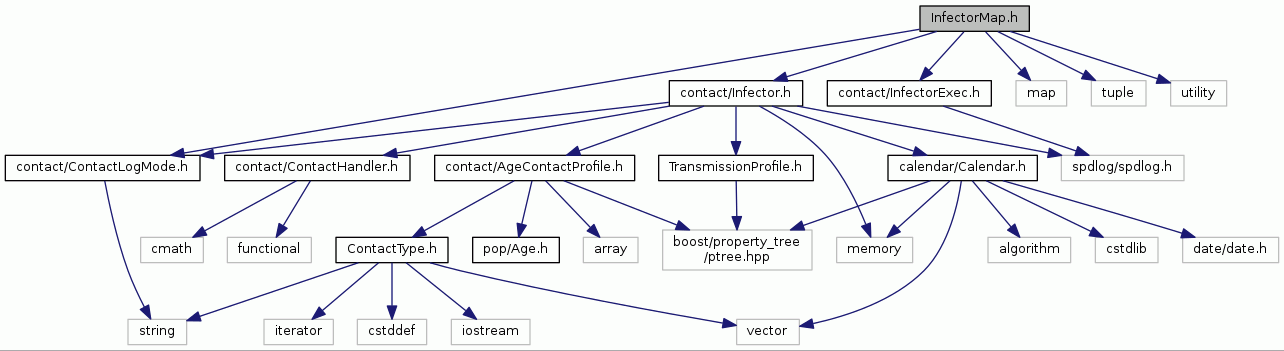 InfectorMap.h
contact/Infector.h
contact/InfectorExec.h
map
tuple
utility
contact/ContactLogMode.h
contact/ContactHandler.h
contact/AgeContactProfile.h
TransmissionProfile.h
calendar/Calendar.h
spdlog/spdlog.h
cmath
functional
ContactType.h
pop/Age.h
array
boost/property_tree
/ptree.hpp
memory
algorithm
cstdlib
date/date.h
string
iterator
cstddef
iostream
vector